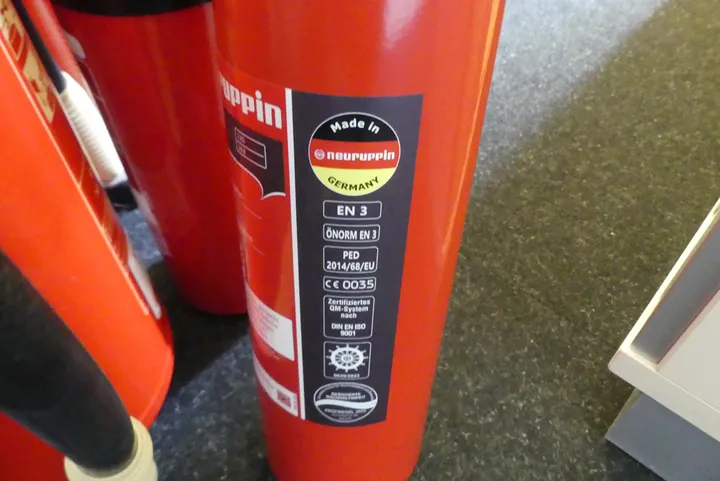 uppin
Made in
neuruppin
GERMANY
EN 3
ÖNORM EN 3
PED
2014/68/EU
CE 0035
Zertifiziertes
QM-System
nach
DIN EN ISO
9001